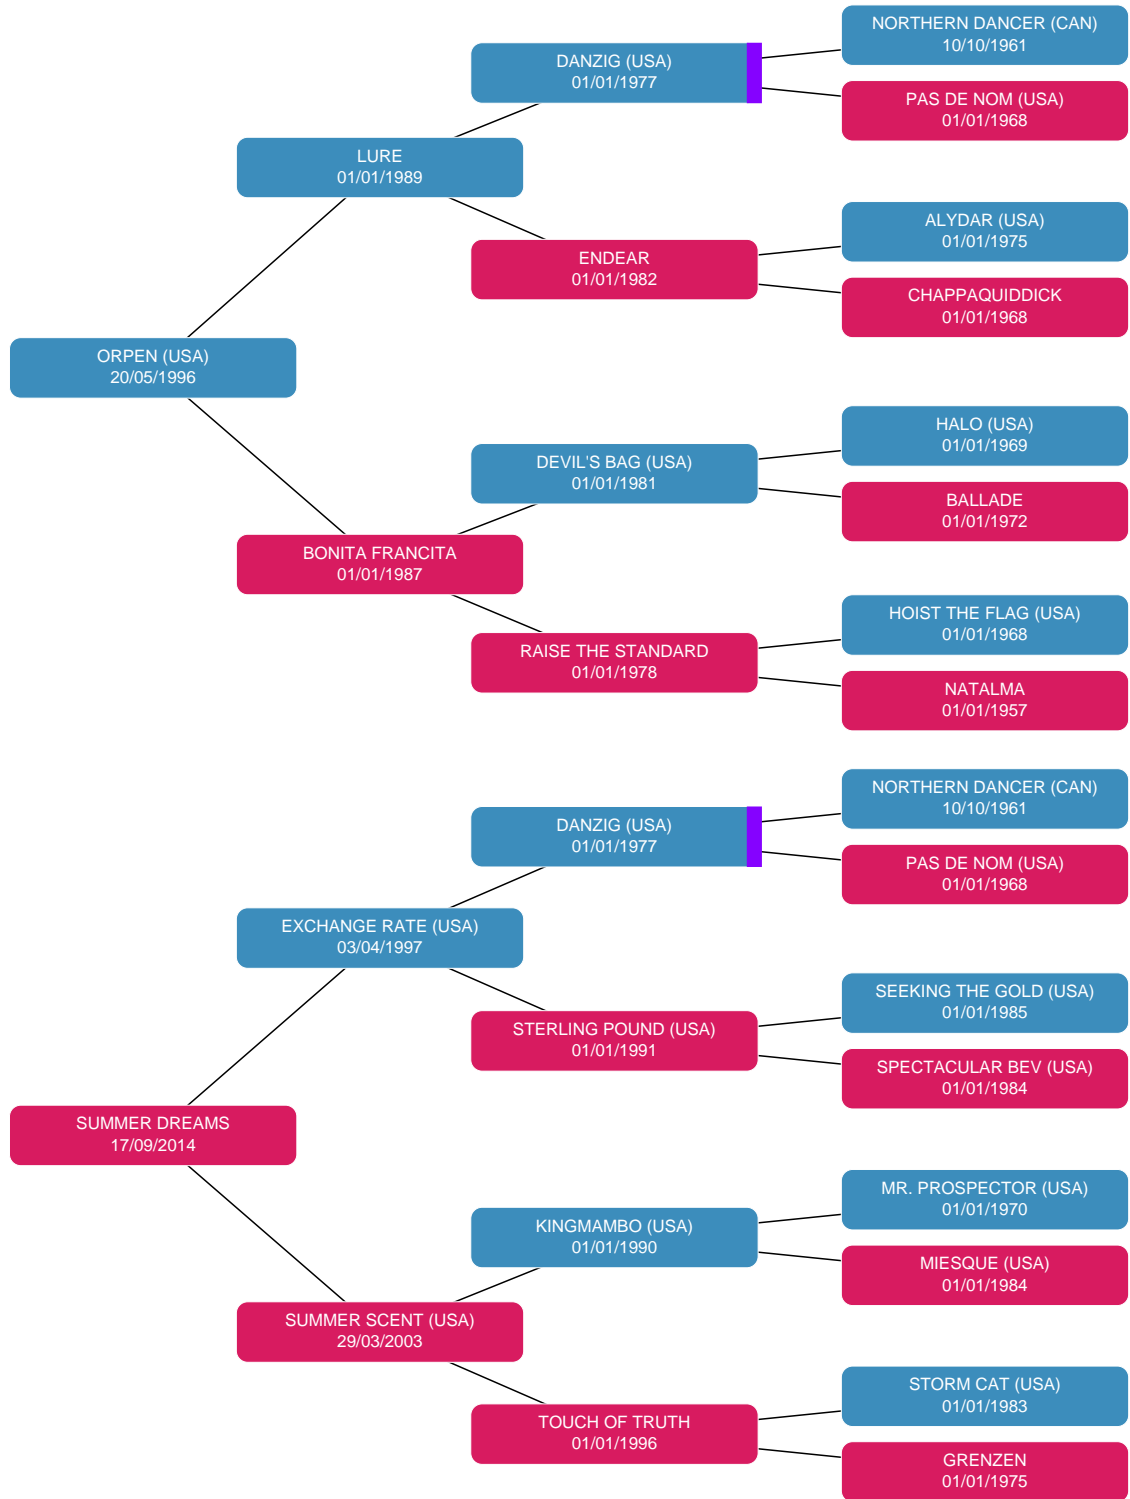 NORTHERN DANCER (CAN)
10/10/1961
DANZIG (USA)
01/01/1977
PAS DE NOM (USA)
01/01/1968
LURE
01/01/1989
ALYDAR (USA)
01/01/1975
ENDEAR
01/01/1982
CHAPPAQUIDDICK
01/01/1968
ORPEN (USA)
20/05/1996
HALO (USA)
01/01/1969
DEVIL'S BAG (USA)
01/01/1981
BALLADE
01/01/1972
BONITA FRANCITA
01/01/1987
HOIST THE FLAG (USA)
01/01/1968
RAISE THE STANDARD
01/01/1978
NATALMA
01/01/1957
NORTHERN DANCER (CAN)
10/10/1961
DANZIG (USA)
01/01/1977
PAS DE NOM (USA)
01/01/1968
EXCHANGE RATE (USA)
03/04/1997
SEEKING THE GOLD (USA)
01/01/1985
STERLING POUND (USA)
01/01/1991
SPECTACULAR BEV (USA)
01/01/1984
SUMMER DREAMS
17/09/2014
MR. PROSPECTOR (USA)
01/01/1970
KINGMAMBO (USA)
01/01/1990
MIESQUE (USA)
01/01/1984
SUMMER SCENT (USA)
29/03/2003
STORM CAT (USA)
01/01/1983
TOUCH OF TRUTH
01/01/1996
GRENZEN
01/01/1975